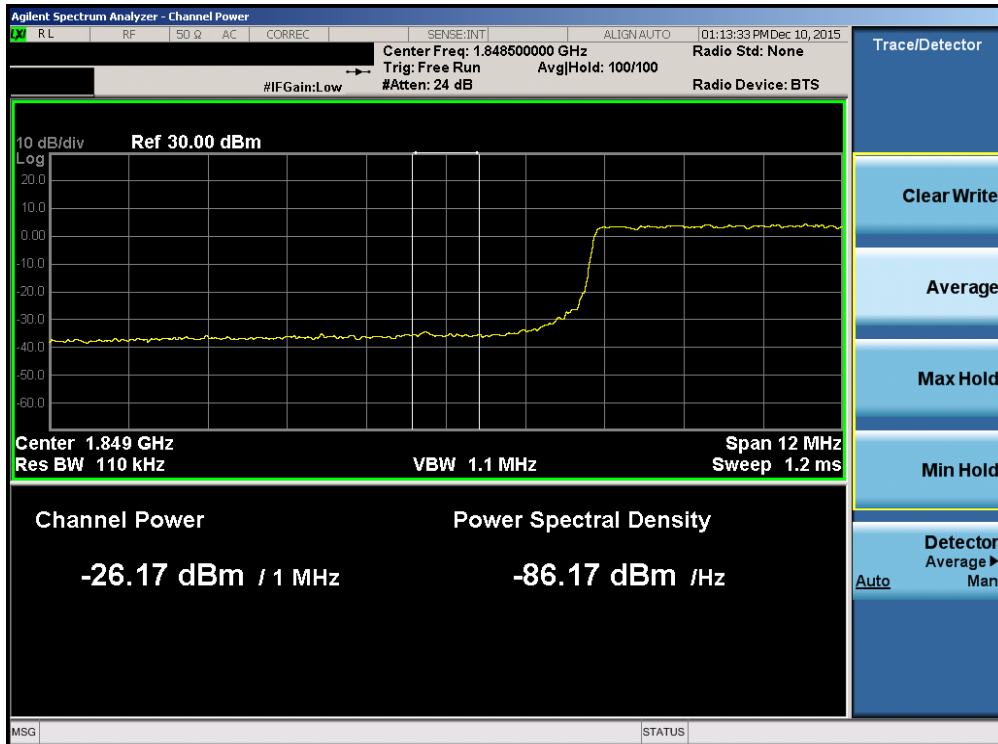 Agilent Spectrum Analyzer - Channel Power
LXI RL RF 50 Ω AC CORREC SENSE:INT ALIGN AUTO 01:13:33 PM Dec 10, 2015
Center Freq: 1.848500000 GHz Radio Std: None
Trig: Free Run Avg|Hold: 100/100
#IFGain:Low #Atten: 24 dB Radio Device: BTS
Trace/Detector
10 dB/div Ref 30.00 dBm
Log
20.0
10.0
0.00
-10.0
-20.0
-30.0
-40.0
-50.0
-60.0
Center 1.849 GHz Span 12 MHz
Res BW 110 kHz VBW 1.1 MHz Sweep 1.2 ms
Channel Power Power Spectral Density
-26.17 dBm / 1 MHz -86.17 dBm /Hz
Clear Write
Average
Max Hold
Min Hold
Detector
Average▶
Auto Man
MSG STATUS